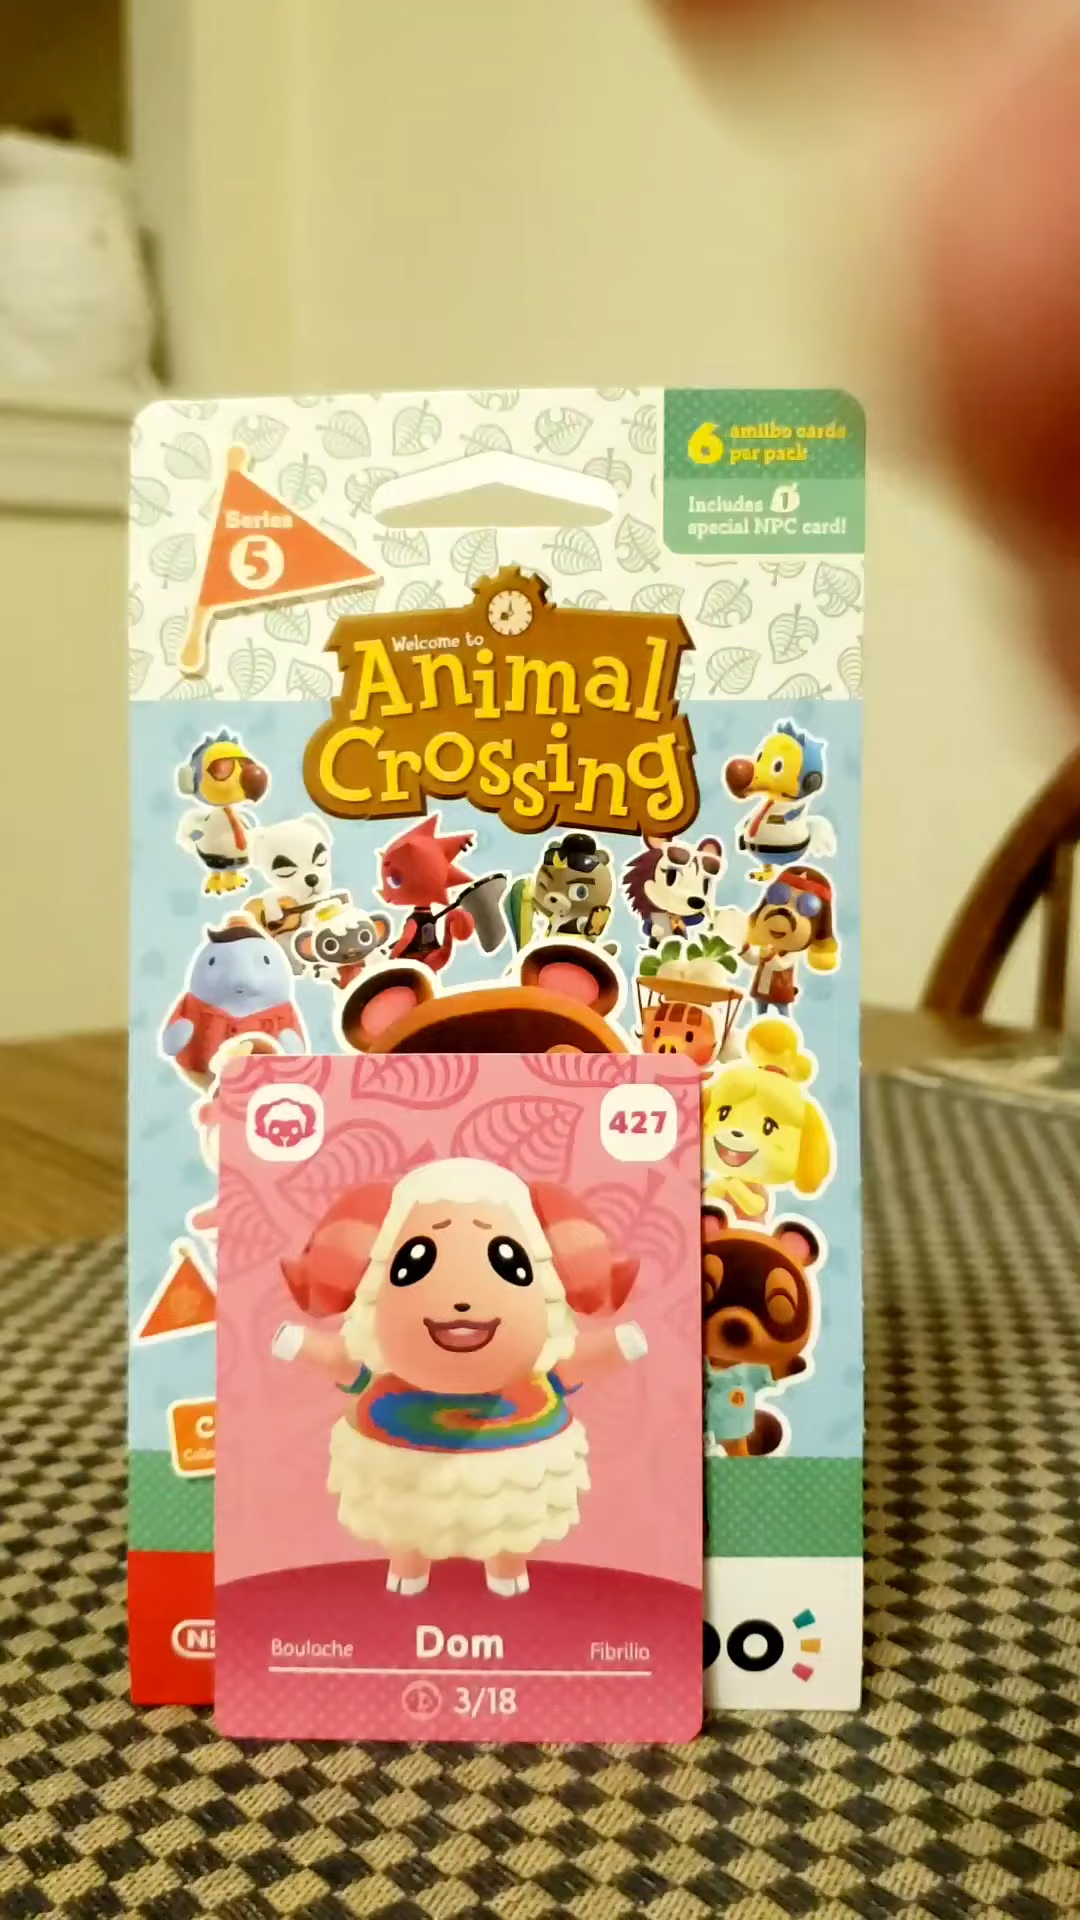 6 amiibo cards
per pack
Includes 1
special NPC card!
Series
5
Welcome to
Animal
Crossing
427
Bouloche Dom Fibrilio
3/18